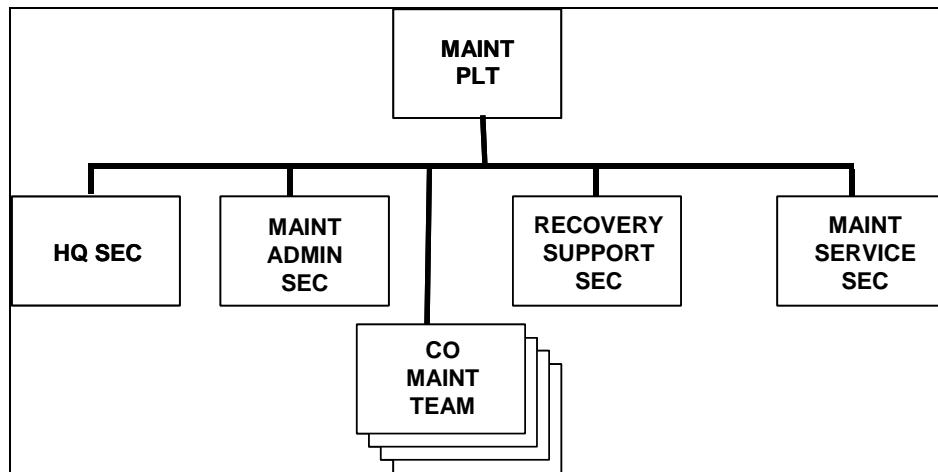 MAINT
PLT
HQ SEC
MAINT
ADMIN
SEC
RECOVERY
SUPPORT
SEC
MAINT
SERVICE
SEC
CO
MAINT
TEAM